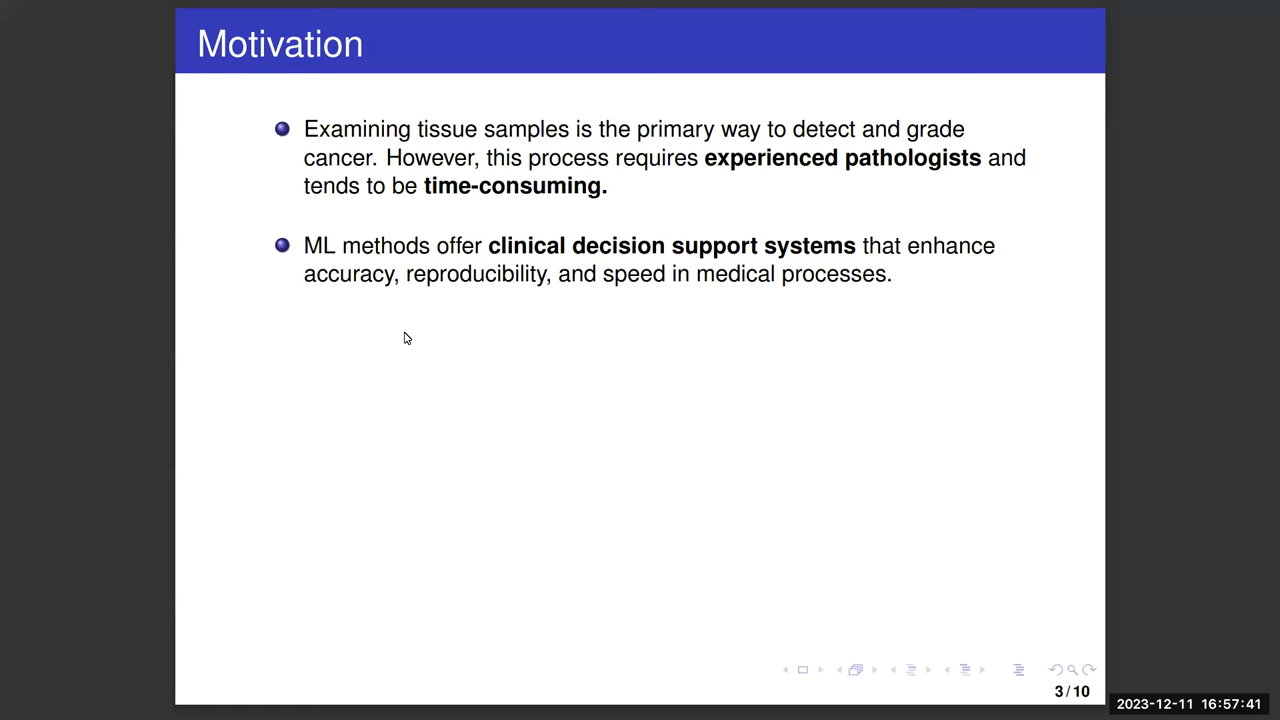 Motivation
Examining tissue samples is the primary way to detect and grade
cancer. However, this process requires experienced pathologists and
tends to be time-consuming.
ML methods offer clinical decision support systems that enhance
accuracy, reproducibility, and speed in medical processes.
3 / 10
2023-12-11 16:57:41